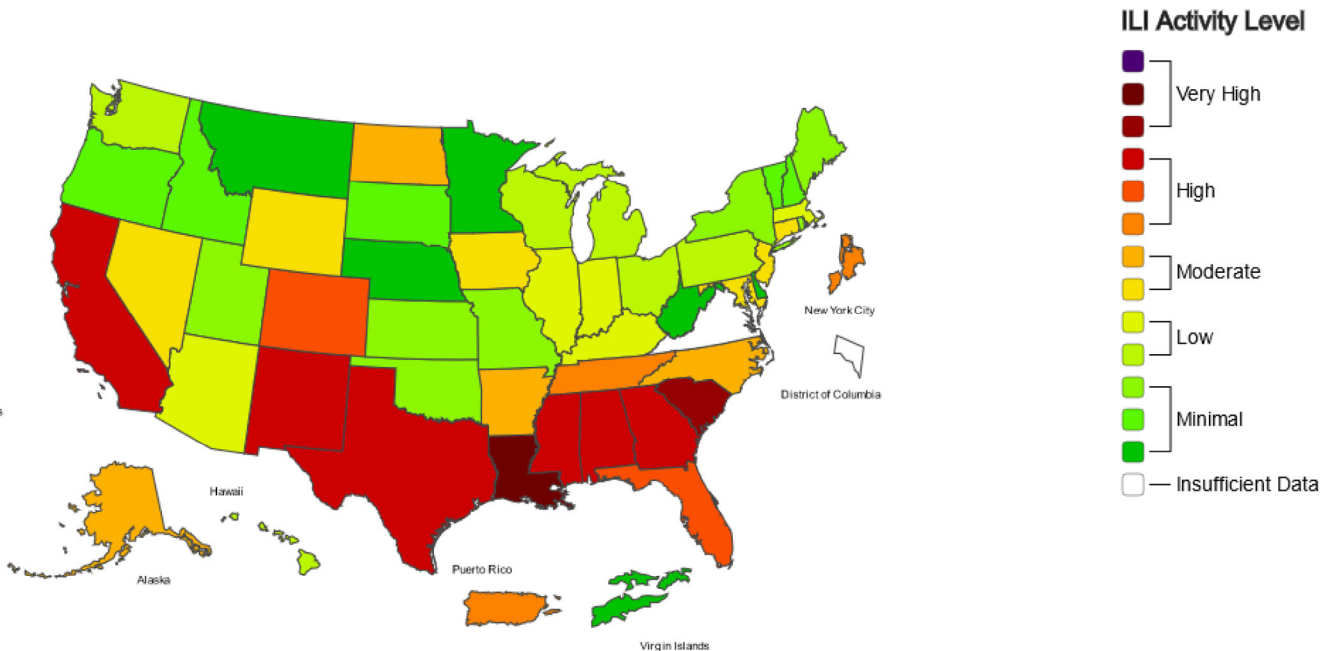 ILI Activity Level
Very High
High
Moderate
Low
Minimal
Insufficient Data
New York City
District of Columbia
Hawaii
Alaska
Puerto Rico
Virgin Islands